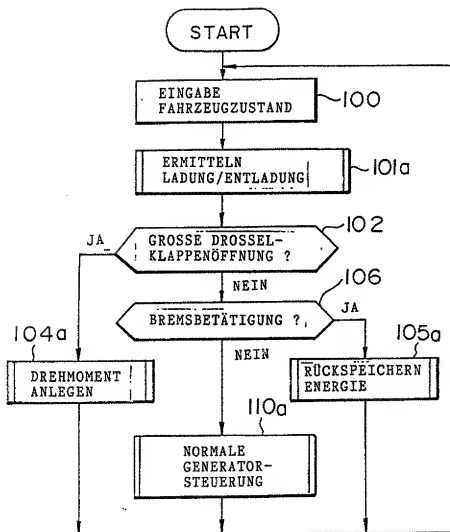 START
EINGABE
FAHRZEUGZUSTAND
100
ERMITTELN
LADUNG/ENTLADUNG
101a
102
GROSSE DROSSEL-
KLAPPENÖFFNUNG ?
JA
NEIN
106
BREMSBETÄTIGUNG ?
JA
NEIN
104a
DREHMOMENT
ANLEGEN
105a
RÜCKSPEICHERN
ENERGIE
110a
NORMALE
GENERATOR-
STEUERUNG